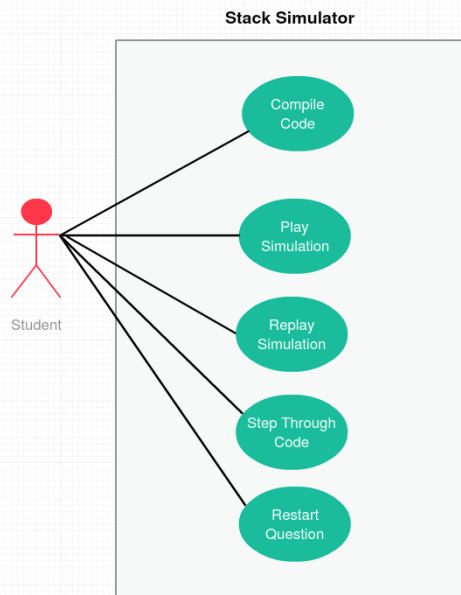 Stack Simulator
Compile
Code
Play
Simulation
Replay
Simulation
Student
Step Through
Code
Restart
Question